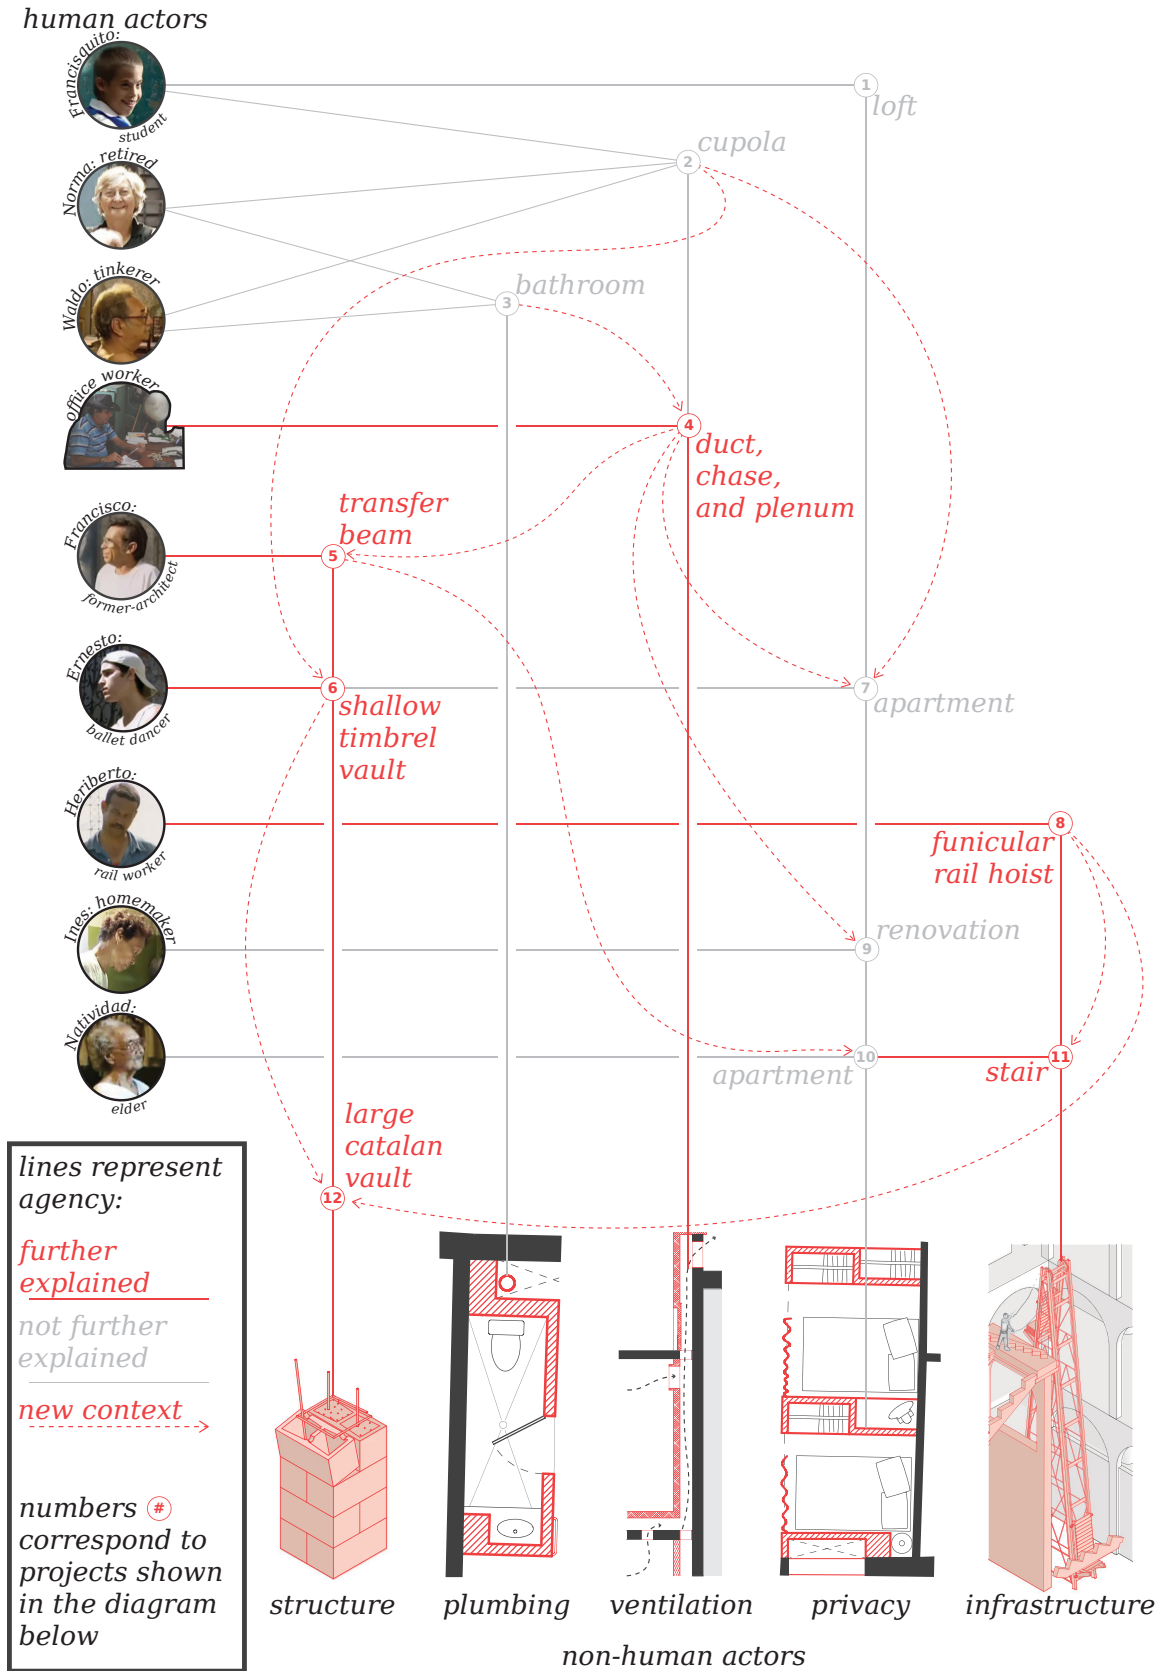 human actors
Francisquito:
student
1
loft
cupola
2
Norma: retired
Waldo: tinkerer
bathroom
3
offiice worker
4
duct,
chase,
and plenum
transfer
beam
Francisco:
former-architect
5
Ernesto:
ballet dancer
6
shallow
timbrel
vault
7
apartment
Heriberto:
rail worker
8
funicular
rail hoist
Ines: homemaker
renovation
9
Natividad:
elder
10
apartment
11
stair
large
catalan
vault
12
lines represent
agency:
further
explained
not further
explained
new context
numbers #
correspond to
projects shown
in the diagram
below
structure
plumbing
ventilation
privacy
infrastructure
non-human actors